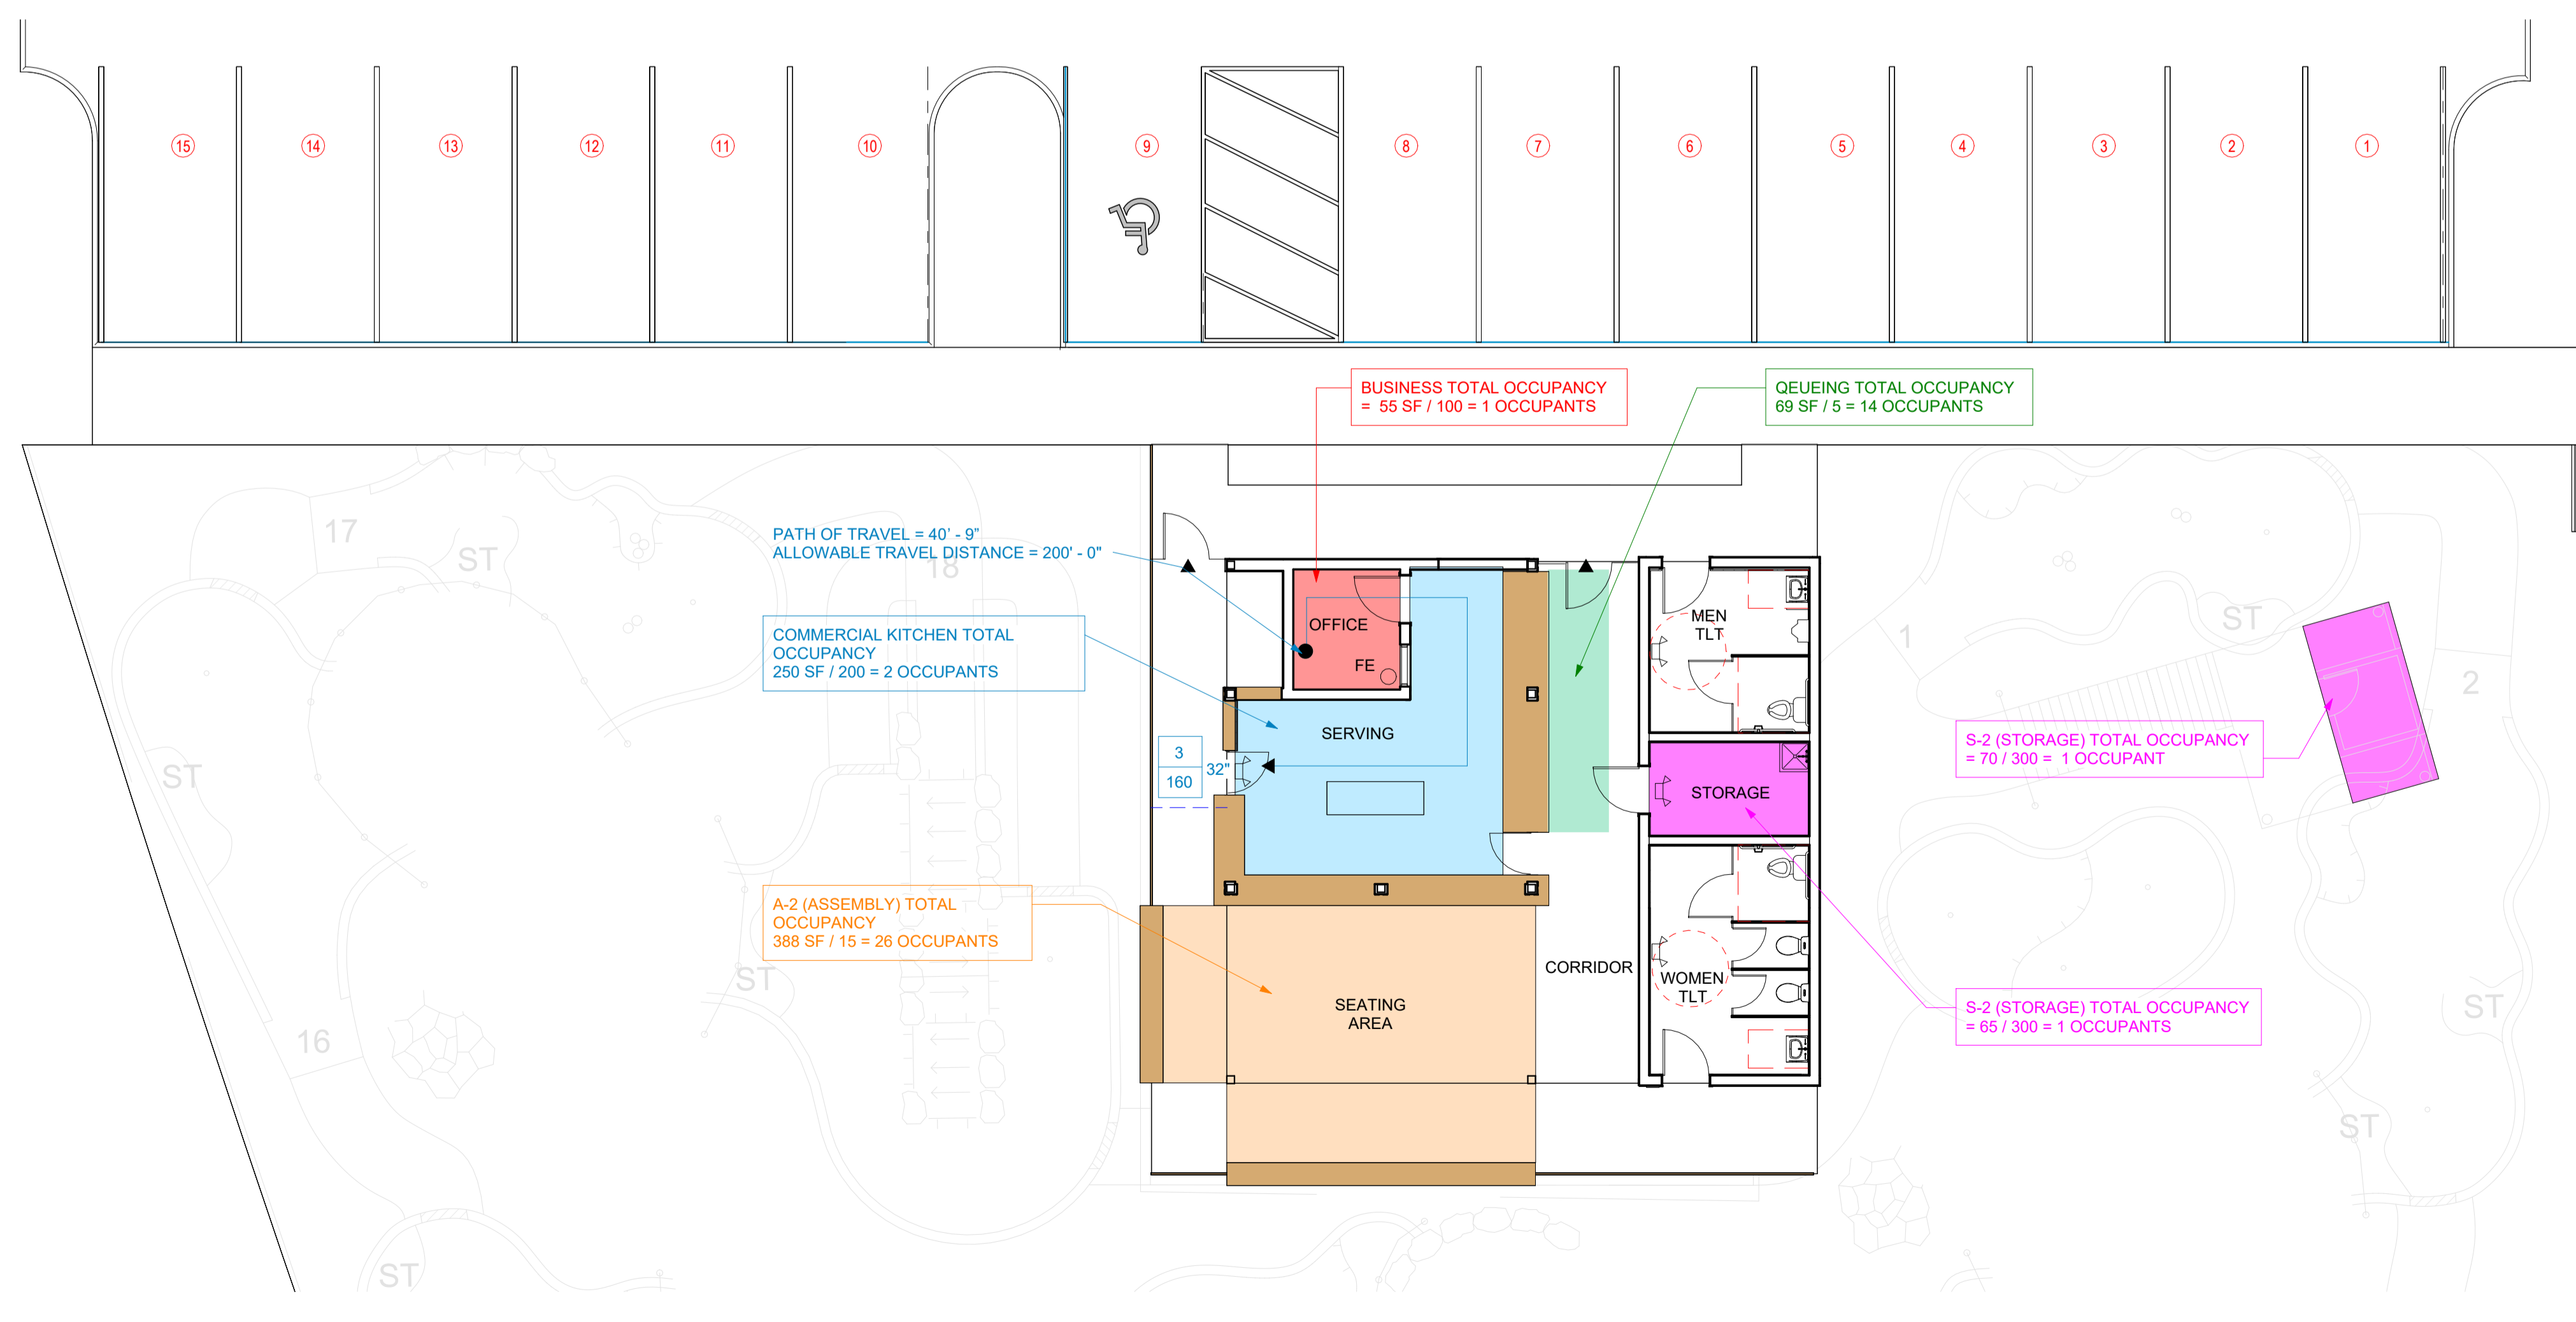 15
14
13
12
11
10
9
8
7
6
5
4
3
2
1
BUSINESS TOTAL OCCUPANCY
= 55 SF / 100 = 1 OCCUPANTS
QEUEING TOTAL OCCUPANCY
69 SF / 5 = 14 OCCUPANTS
17
ST
18
PATH OF TRAVEL = 40' - 9"
ALLOWABLE TRAVEL DISTANCE = 200' - 0"
COMMERCIAL KITCHEN TOTAL
OCCUPANCY
250 SF / 200 = 2 OCCUPANTS
OFFICE
FE
MEN
TLT
1
ST
2
SERVING
3
160
32"
STORAGE
S-2 (STORAGE) TOTAL OCCUPANCY
= 70 / 300 = 1 OCCUPANT
ST
A-2 (ASSEMBLY) TOTAL
OCCUPANCY
388 SF / 15 = 26 OCCUPANTS
ST
CORRIDOR
WOMEN
TLT
SEATING
AREA
S-2 (STORAGE) TOTAL OCCUPANCY
= 65 / 300 = 1 OCCUPANTS
ST
16
ST
ST